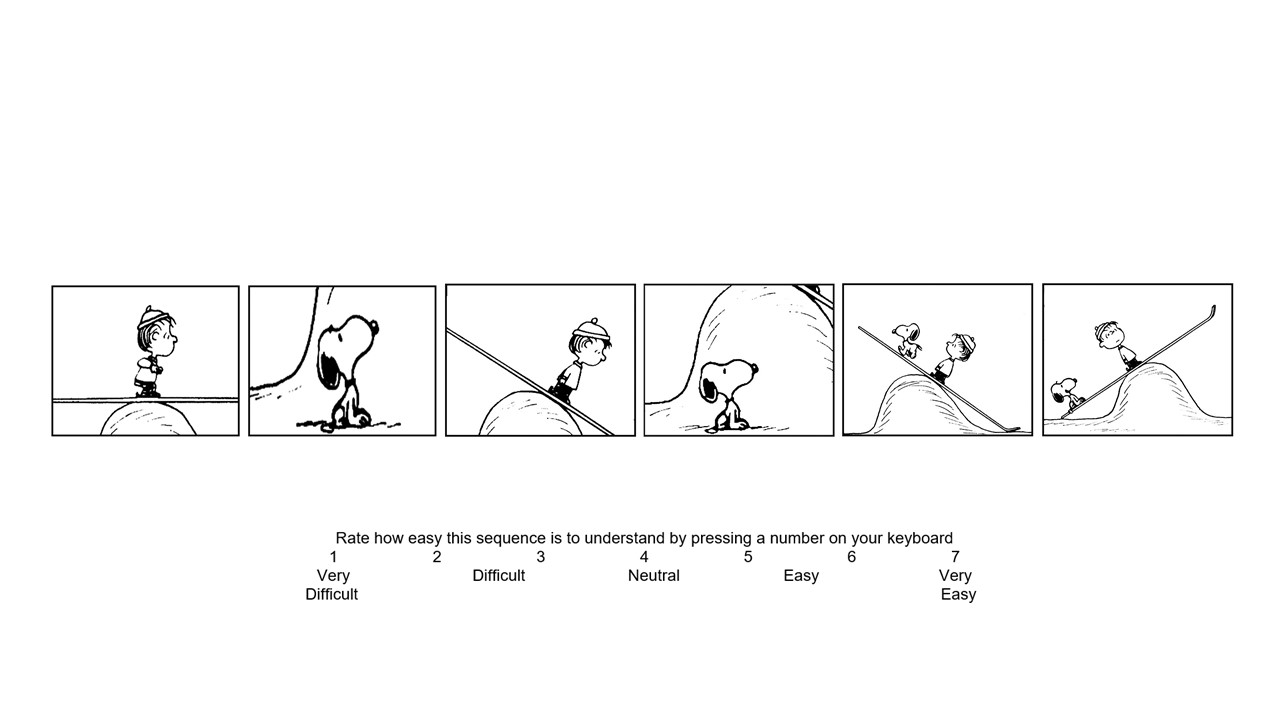 Rate how easy this sequence is to understand by pressing a number on your keyboard
1 2 3 4 5 6 7
Very Difficult Neutral Easy Very
Difficult Easy